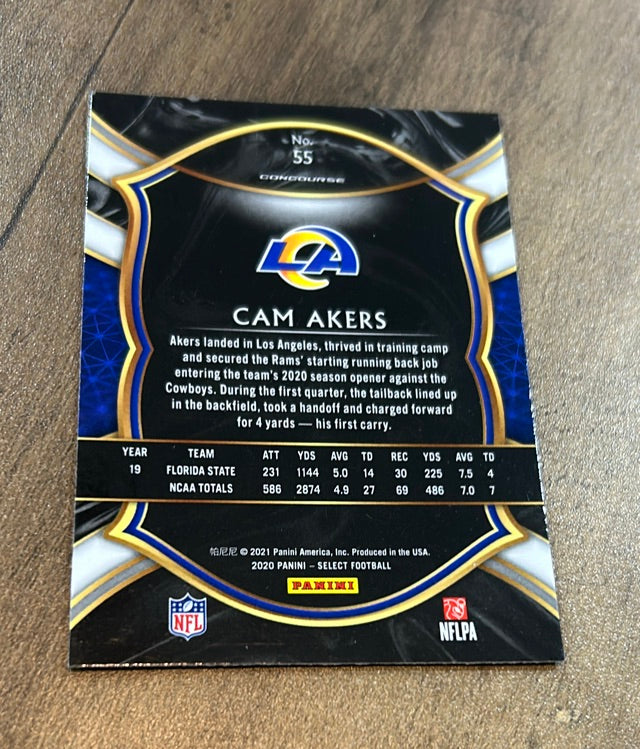 No.
55
CONCOURSE
LA
CAM AKERS
Akers landed in Los Angeles, thrived in training camp
and secured the Rams' starting running back job
entering the team's 2020 season opener against the
Cowboys. During the first quarter, the tailback lined up
in the backfield, took a handoff and charged forward
for 4 yards — his first carry.
YEAR TEAM ATT YDS AVG TD REC YDS AVG TD
19 FLORIDA STATE 231 1144 5.0 14 30 225 7.5 4
NCAA TOTALS 586 2874 4.9 27 69 486 7.0 7
帕尼尼 © 2021 Panini America, Inc. Produced in the USA.
2020 PANINI – SELECT FOOTBALL
PANINI
NFL
NFLPA